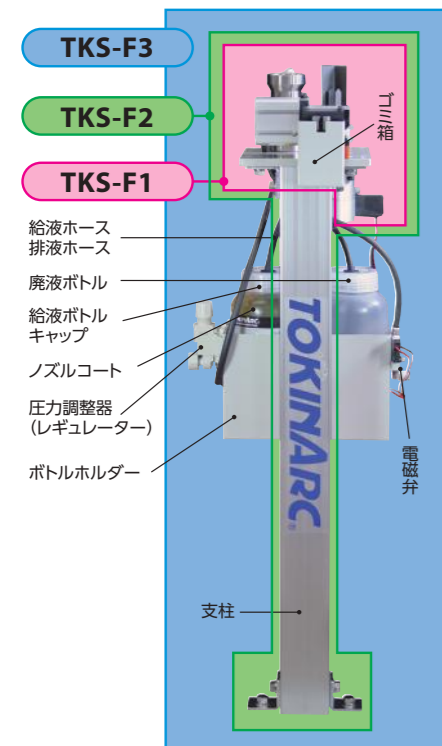 TKS-F3
TKS-F2
TKS-F1
ゴミ箱
給液ホース
排液ホース
廃液ボトル
給液ボトル
キャップ
ノズルコート
圧力調整器
（レギュレーター）
ボトルホルダー
電磁弁
支柱
TOKINARC®